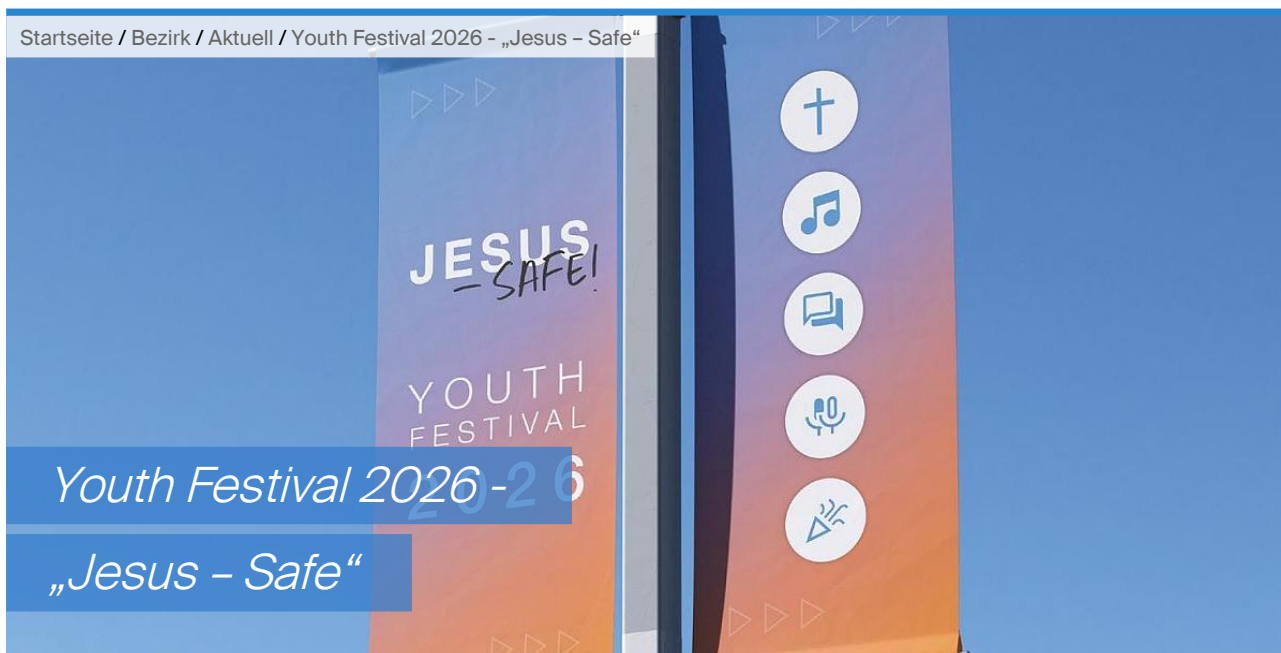 Startseite / Bezirk / Aktuell / Youth Festival 2026 - „Jesus – Safe“
JESUS
– SAFE!
YOUTH
FESTIVAL
2026
Youth Festival 2026 -
„Jesus – Safe“